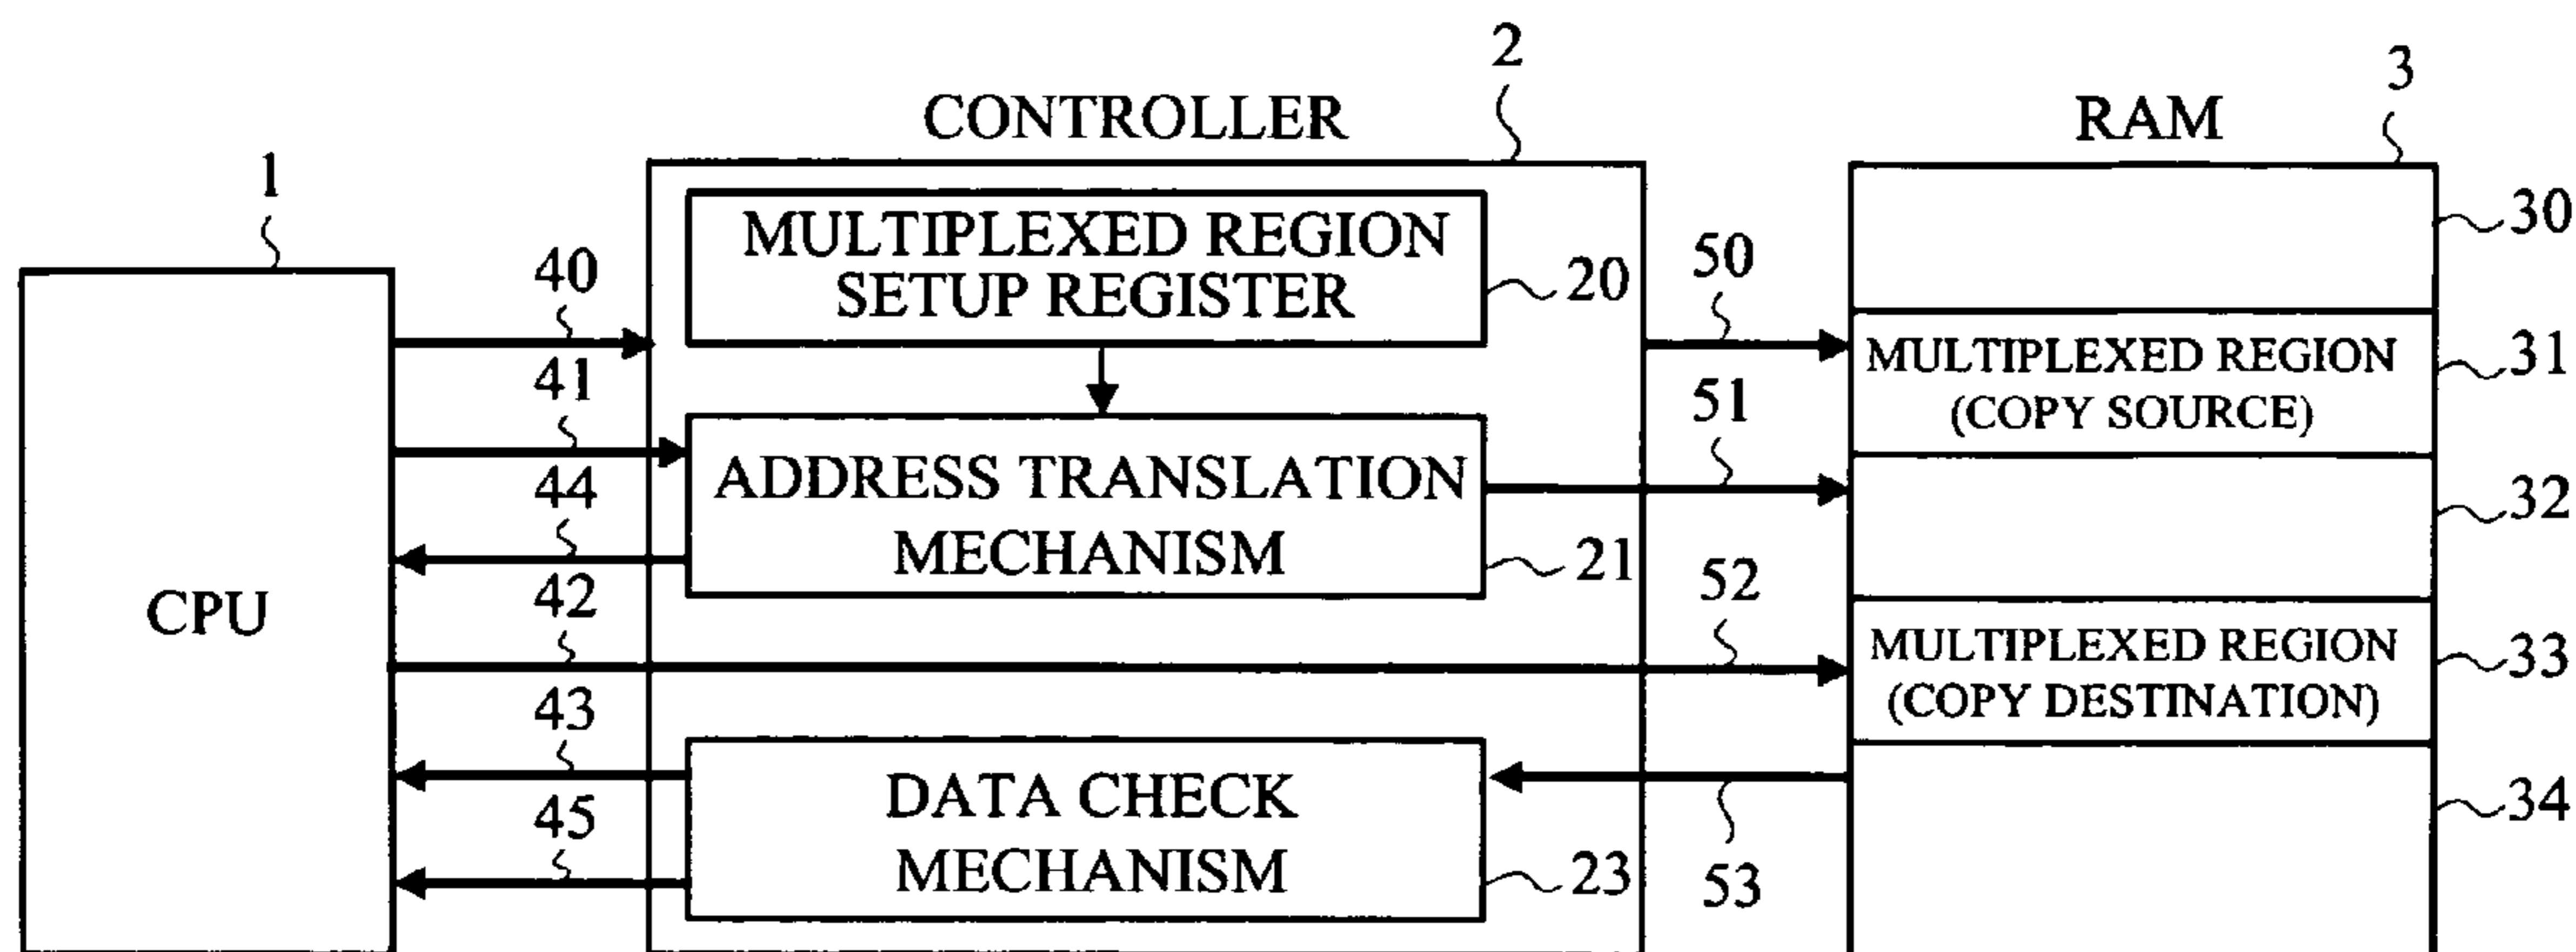 2
3
CONTROLLER
RAM
1
MULTIPLEXED REGION
SETUP REGISTER
20
30
40
50
MULTIPLEXED REGION
(COPY SOURCE)
31
41
51
ADDRESS TRANSLATION
MECHANISM
21
44
32
42
52
CPU
MULTIPLEXED REGION
(COPY DESTINATION)
33
43
DATA CHECK
MECHANISM
23
45
53
34